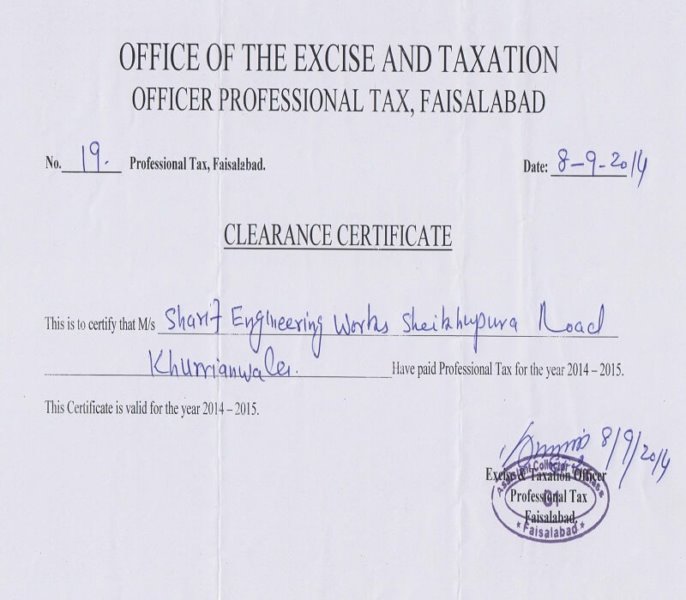 OFFICE OF THE EXCISE AND TAXATION
OFFICER PROFESSIONAL TAX, FAISALABAD
No. 19. Professional Tax, Faisalabad.
Date: 8-9-2014
CLEARANCE CERTIFICATE
This is to certify that M/s Sharif Engineering Works Sheikhupura Road
Khurrianwala. Have paid Professional Tax for the year 2014 – 2015.
This Certificate is valid for the year 2014 – 2015.
8/9/2014
Excise & Taxation Officer
Professional Tax
Faisalabad.
Assistant Collector Class
Faisalabad